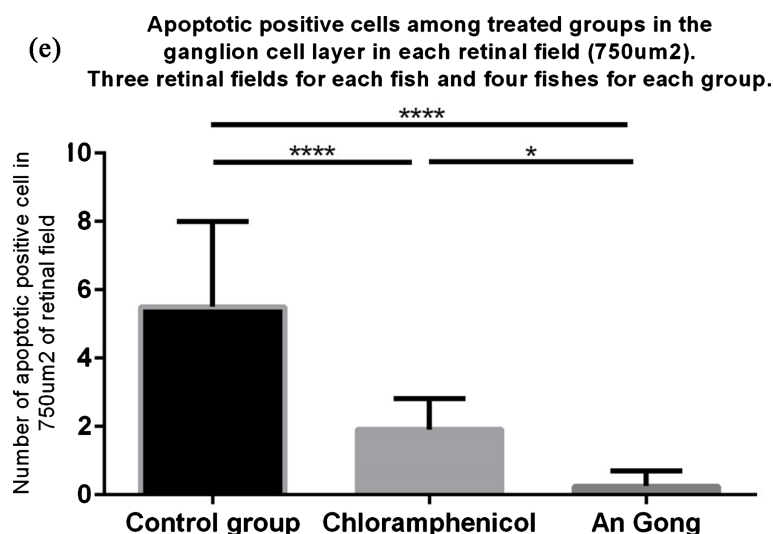 (e)
Apoptotic positive cells among treated groups in the
ganglion cell layer in each retinal field (750um2).
Three retinal fields for each fish and four fishes for each group.
****
**** *
Number of apoptotic positive cell in
750um2 of retinal field
10
8
6
4
2
0
Control group Chloramphenicol An Gong